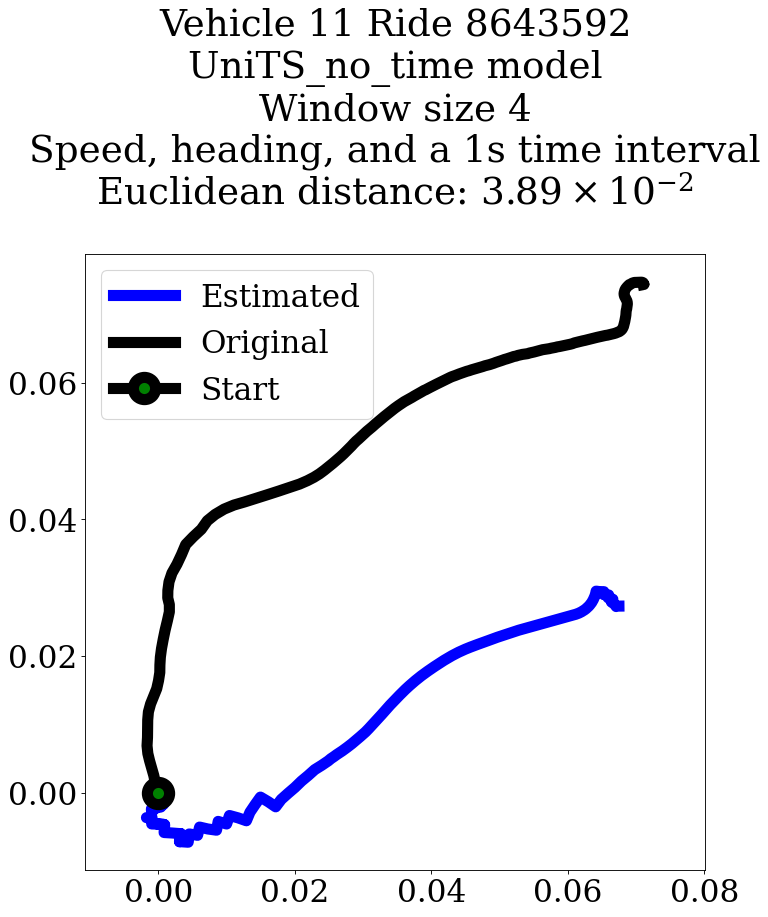 Vehicle 11 Ride 8643592
UniTS_no_time model
Window size 4
Speed, heading, and a 1s time interval
Euclidean distance: $3.89 \times 10^{-2}$
Estimated
Original
Start
0.06
0.04
0.02
0.00
0.00 0.02 0.04 0.06 0.08